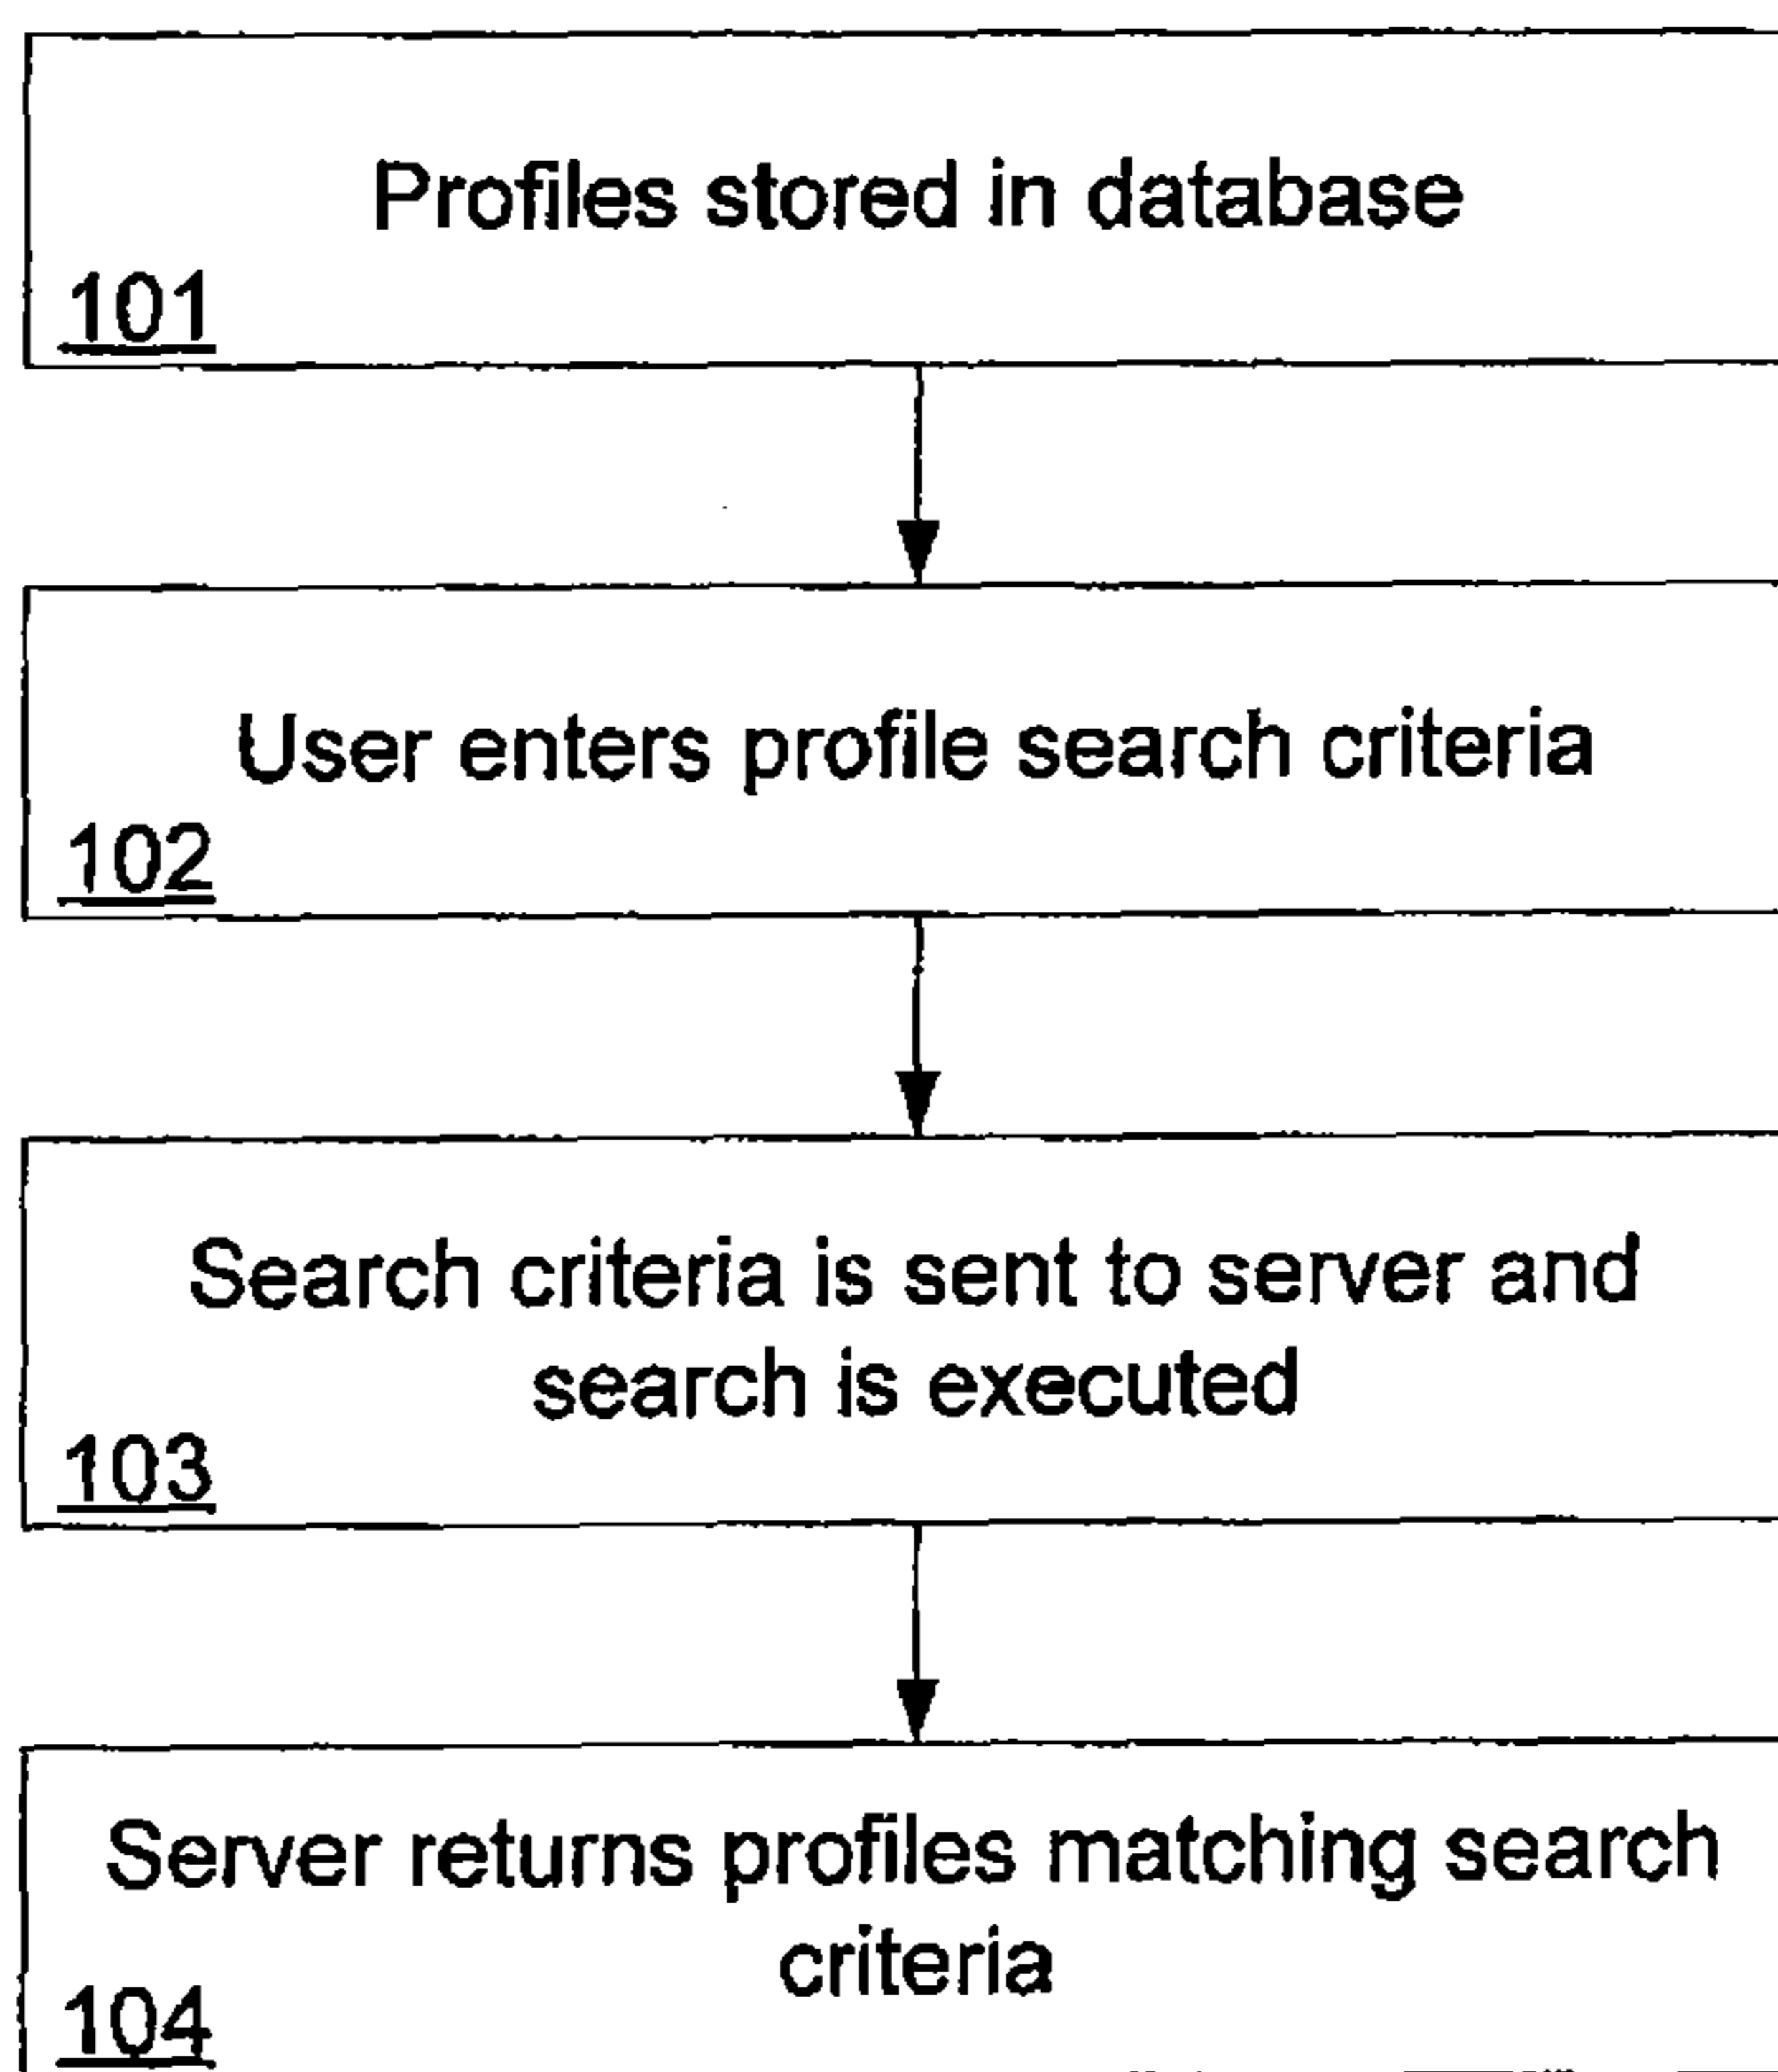 Profiles stored in database
101
User enters profile search criteria
102
Search criteria is sent to server and
search is executed
103
Server returns profiles matching search
criteria
104